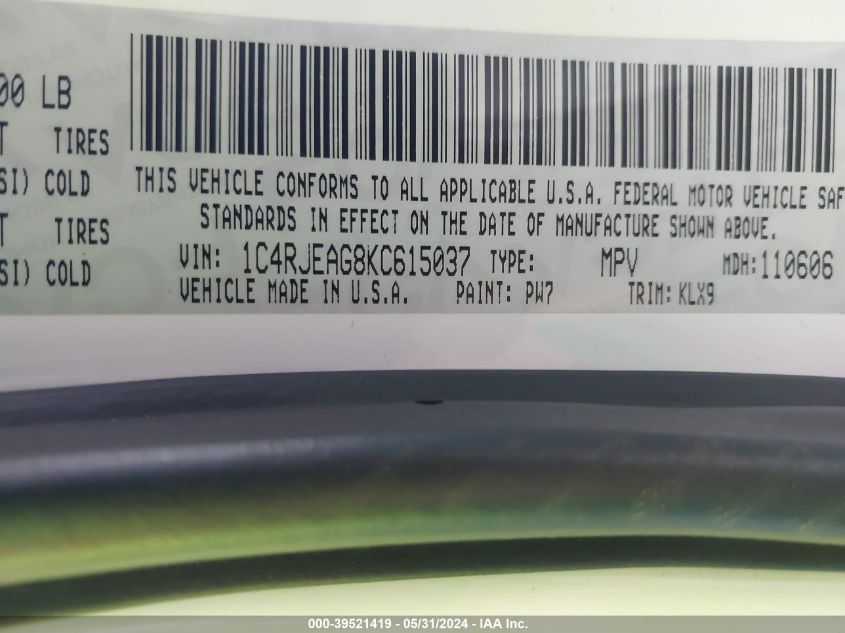 00 LB
T TIRES
SI) COLD
T TIRES
SI) COLD
THIS VEHICLE CONFORMS TO ALL APPLICABLE U.S.A. FEDERAL MOTOR VEHICLE SAF
STANDARDS IN EFFECT ON THE DATE OF MANUFACTURE SHOWN ABOVE.
VIN: 1C4RJEAG8KC615037 TYPE: MPV MDH:110606
VEHICLE MADE IN U.S.A. PAINT: PW7 TRIM: KLX9
000-39521419 - 05/31/2024 - IAA Inc.